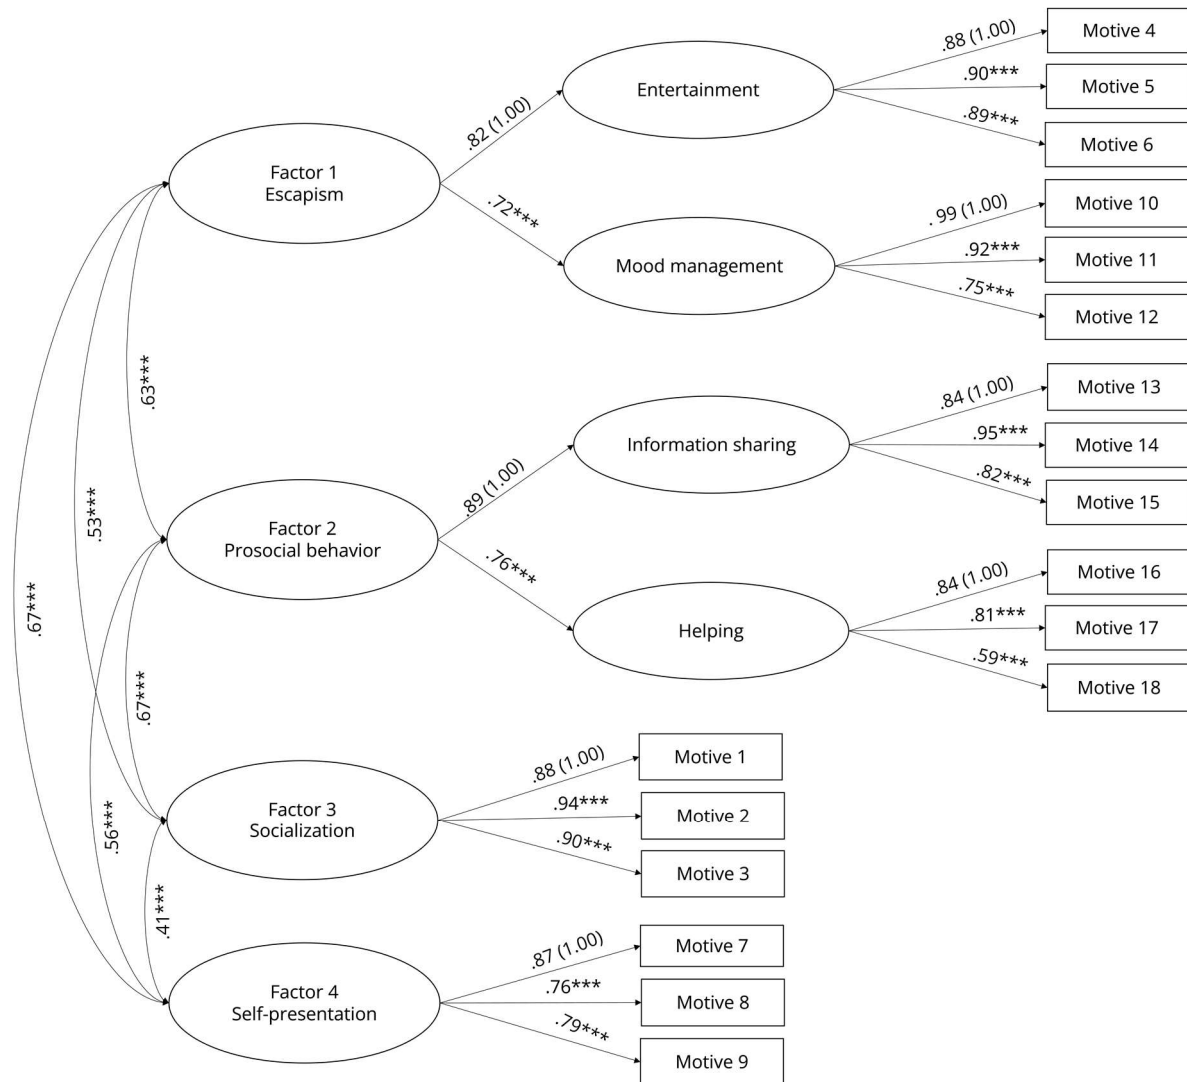 .88 (1.00)
Motive 4
Entertainment
.90***
Motive 5
.89***
Motive 6
.82 (1.00)
Factor 1
Escapism
.72***
.99 (1.00)
Motive 10
Mood management
.92***
Motive 11
.75***
Motive 12
.63***
.84 (1.00)
Motive 13
Information sharing
.95***
Motive 14
.82***
Motive 15
.89 (1.00)
.53***
Factor 2
Prosocial behavior
.76***
.84 (1.00)
Motive 16
Helping
.81***
Motive 17
.59***
Motive 18
.67***
.67***
.88 (1.00)
Motive 1
Factor 3
Socialization
.94***
Motive 2
.90***
Motive 3
.56***
.41***
.87 (1.00)
Motive 7
Factor 4
Self-presentation
.76***
Motive 8
.79***
Motive 9